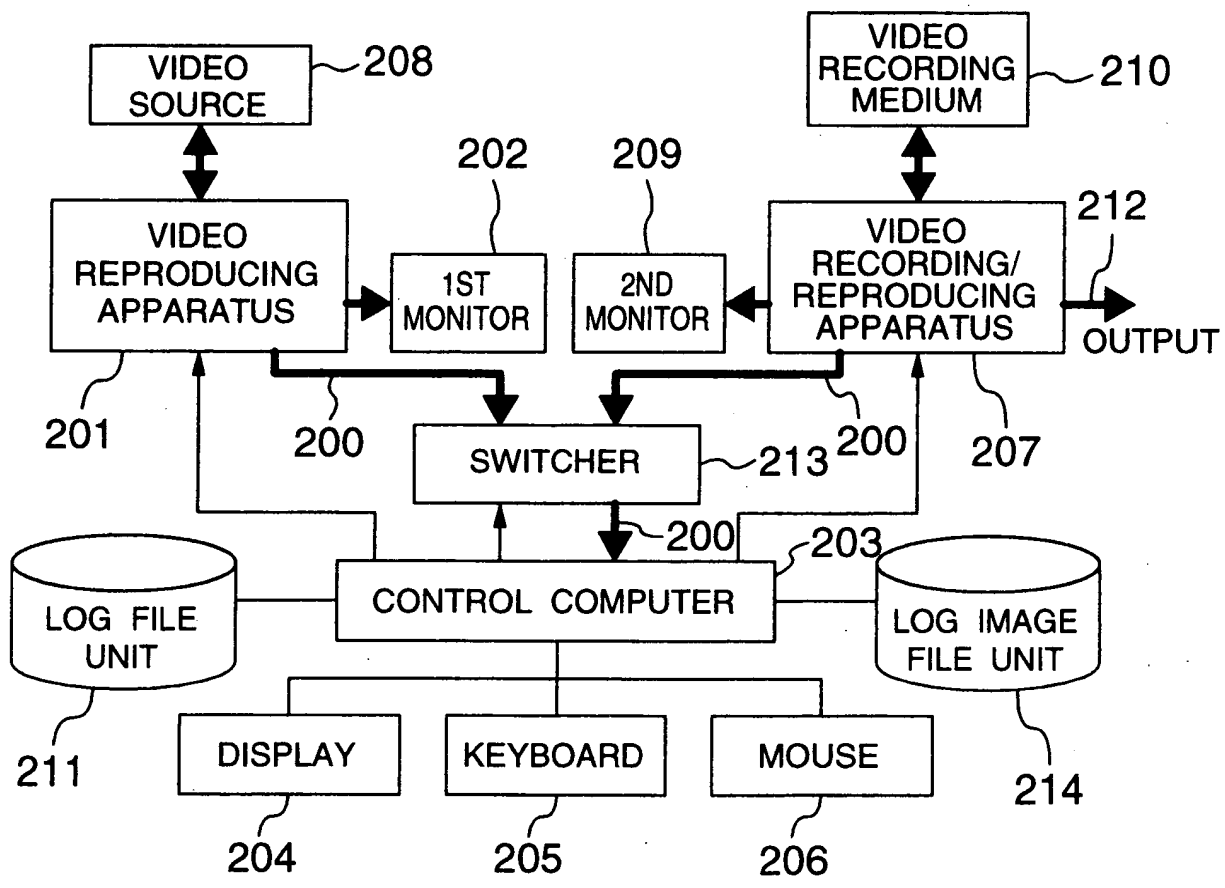 VIDEO
SOURCE
208
VIDEO
RECORDING
MEDIUM
210
202
209
212
VIDEO
REPRODUCING
APPARATUS
1ST
MONITOR
2ND
MONITOR
VIDEO
RECORDING/
REPRODUCING
APPARATUS
OUTPUT
201
200
200
207
SWITCHER
213
200
203
LOG FILE
UNIT
CONTROL COMPUTER
LOG IMAGE
FILE UNIT
211
DISPLAY
KEYBOARD
MOUSE
214
204
205
206